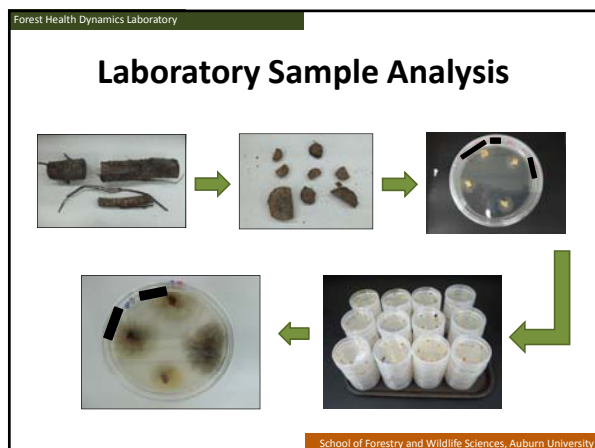 Forest Health Dynamics Laboratory
Laboratory Sample Analysis
School of Forestry and Wildlife Sciences, Auburn University